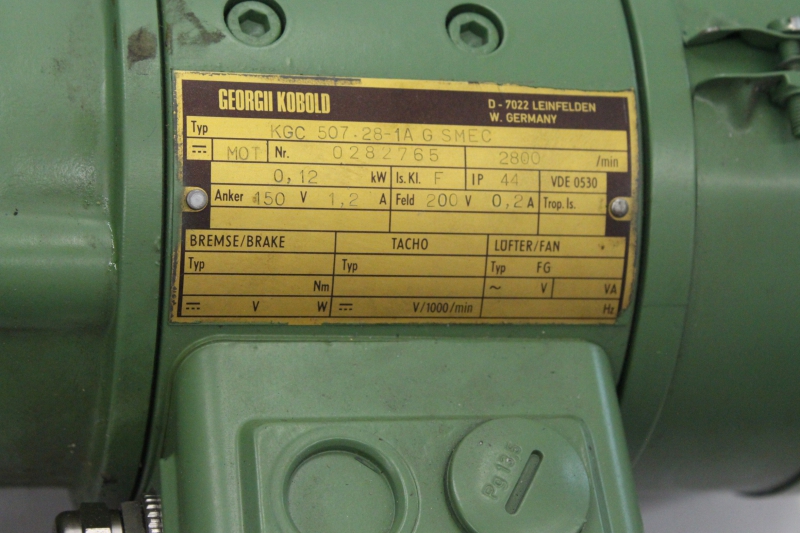 GEORGII KOBOLD
D - 7022 LEINFELDEN
W. GERMANY
Typ KGC 507.28-1A G SMEC
MOT Nr. 0282765 2800 /min
0,12 kW Is. Kl. F IP 44 VDE 0530
Anker 150 V 1,2 A Feld 200 V 0,2 A Trop. Is.
BREMSE/BRAKE TACHO LÜFTER/FAN
Typ Typ Typ FG
Nm ~ V VA
V W V/1000/min Hz